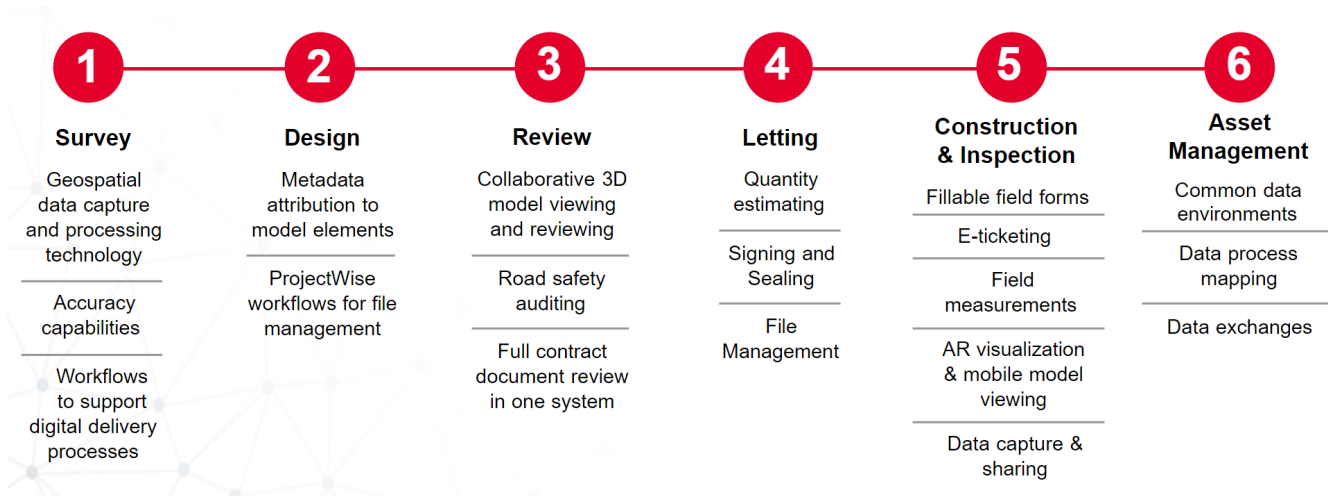 1
Survey
Geospatial
data capture
and processing
technology
Accuracy
capabilities
Workflows
to support
digital delivery
processes
2
Design
Metadata
attribution to
model elements
ProjectWise
workflows for file
management
3
Review
Collaborative 3D
model viewing
and reviewing
Road safety
auditing
Full contract
document review
in one system
4
Letting
Quantity
estimating
Signing and
Sealing
File
Management
5
Construction
& Inspection
Fillable field forms
E-ticketing
Field
measurements
AR visualization
& mobile model
viewing
Data capture &
sharing
6
Asset
Management
Common data
environments
Data process
mapping
Data exchanges